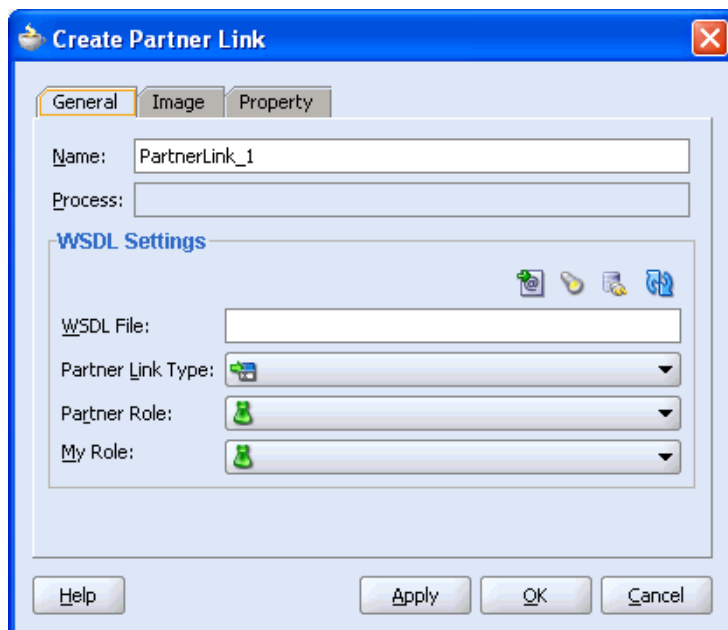 Create Partner Link
General Image Property
Name: PartnerLink_1
Process:
WSDL Settings
WSDL File:
Partner Link Type:
Partner Role:
My Role:
Help Apply OK Cancel